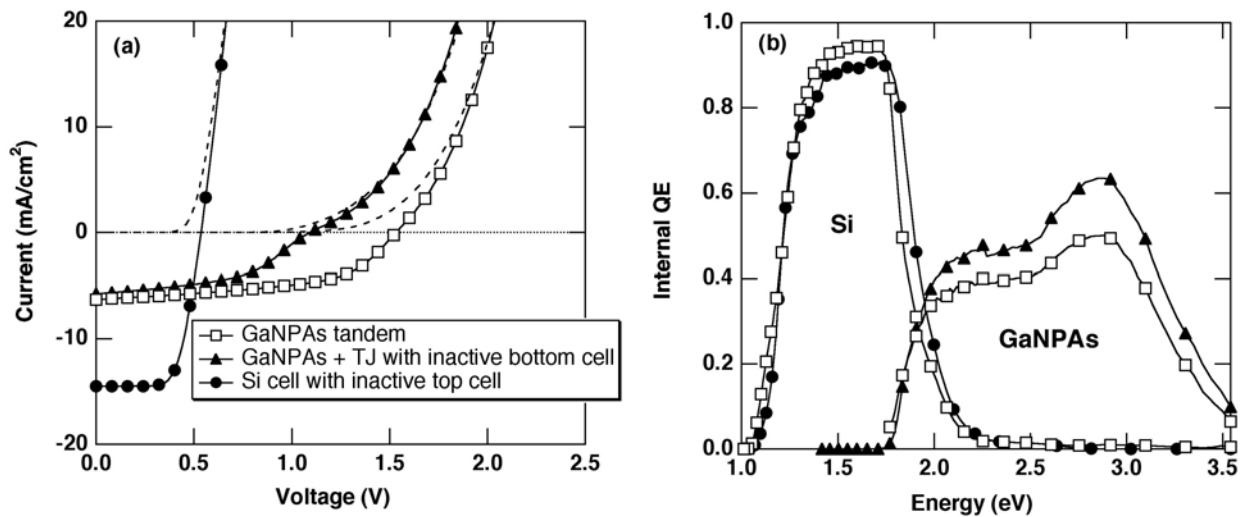 (a)
20
10
0
-10
-20
Current (mA/cm²)
0.0 0.5 1.0 1.5 2.0 2.5
Voltage (V)
GaNPAs tandem
GaNPAs + TJ with inactive bottom cell
Si cell with inactive top cell
(b)
1.0
0.8
0.6
0.4
0.2
0.0
Internal QE
1.0 1.5 2.0 2.5 3.0 3.5
Energy (eV)
Si
GaNPAs